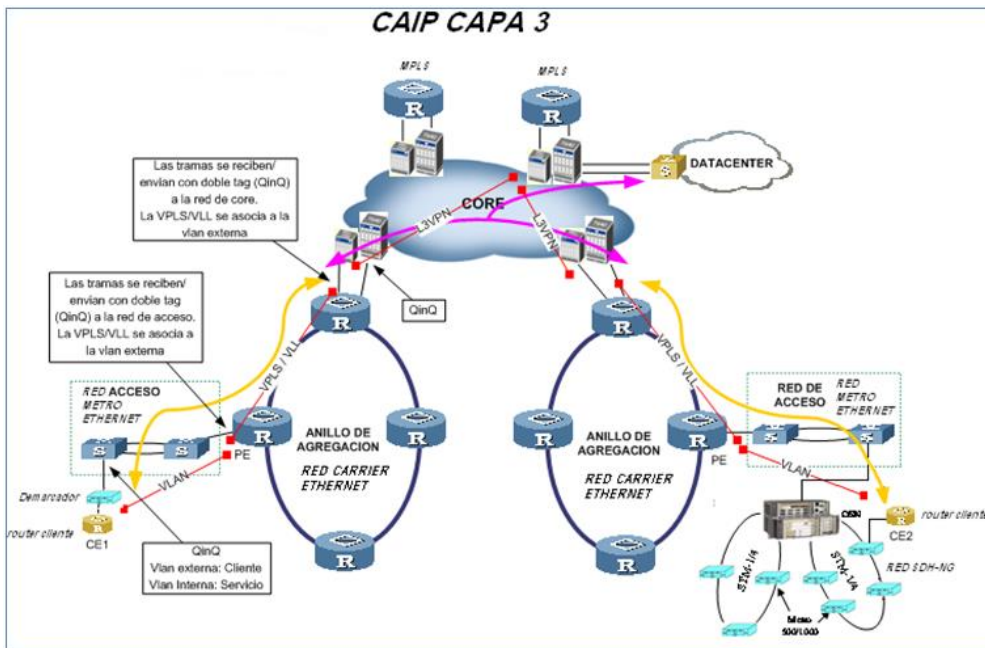 CAIP CAPA 3
MPLS
R
MPLS
R
DATACENTER
S
Las tramas se reciben/
envian con doble tag (QinQ)
a la red de core.
La VPLS/VLL se asocia a la
vlan externa
CORE
L3VPN
L3VPN
QinQ
Las tramas se reciben/
envian con doble tag
(QinQ) a la red de acceso.
La VPLS/VLL se asocia a
la vlan externa
R
R
VPLS / VLL
VPLS / VLL
RED ACCESO
METRO
ETHERNET
S
S
R
PE
ANILLO DE
AGREGACION
RED CARRIER
ETHERNET
R
R
ANILLO DE
AGREGACION
RED CARRIER
ETHERNET
R
PE
RED DE
ACCESO
RED
METRO
ETHERNET
S
S
VLAN
VLAN
Demarcador
router cliente
R
CE1
QinQ
Vlan externa: Cliente
Vlan Interna: Servicio
R
R
OSN
R
router cliente
CE2
STM-1/4
STM-1/4
RED SDH-NG
Metro
500/1000